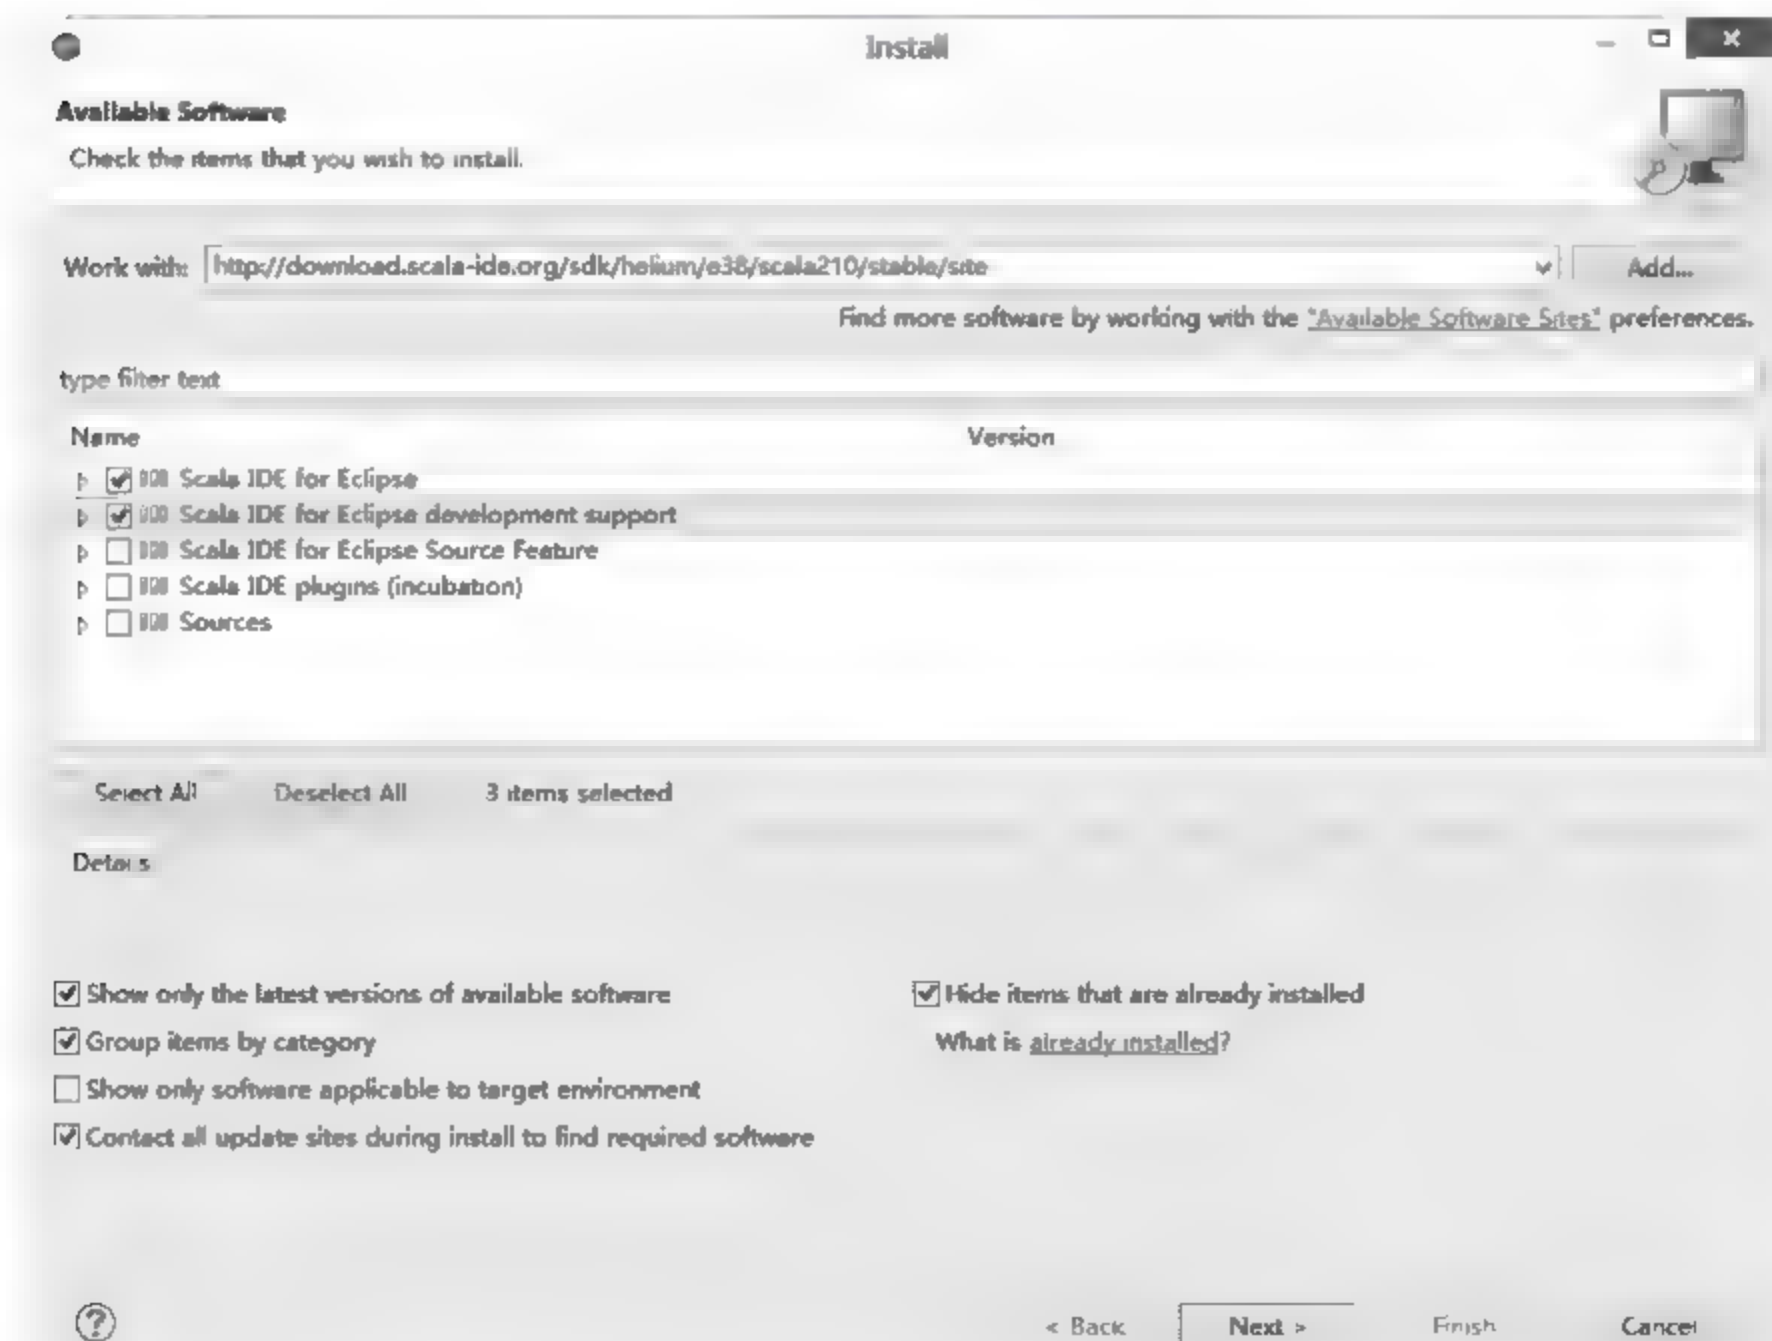 Install
Available Software
Check the items that you wish to install.
Work with: http://download.scala-ide.org/sdk/helium/e38/scala210/stable/site Add...
Find more software by working with the "Available Software Sites" preferences.
type filter text
Name Version
Scala IDE for Eclipse
Scala IDE for Eclipse development support
Scala IDE for Eclipse Source Feature
Scala IDE plugins (incubation)
Sources
Select All Deselect All 3 items selected
Details
Show only the latest versions of available software Hide items that are already installed
Group items by category What is already installed?
Show only software applicable to target environment
Contact all update sites during install to find required software
? < Back Next > Finish Cancel